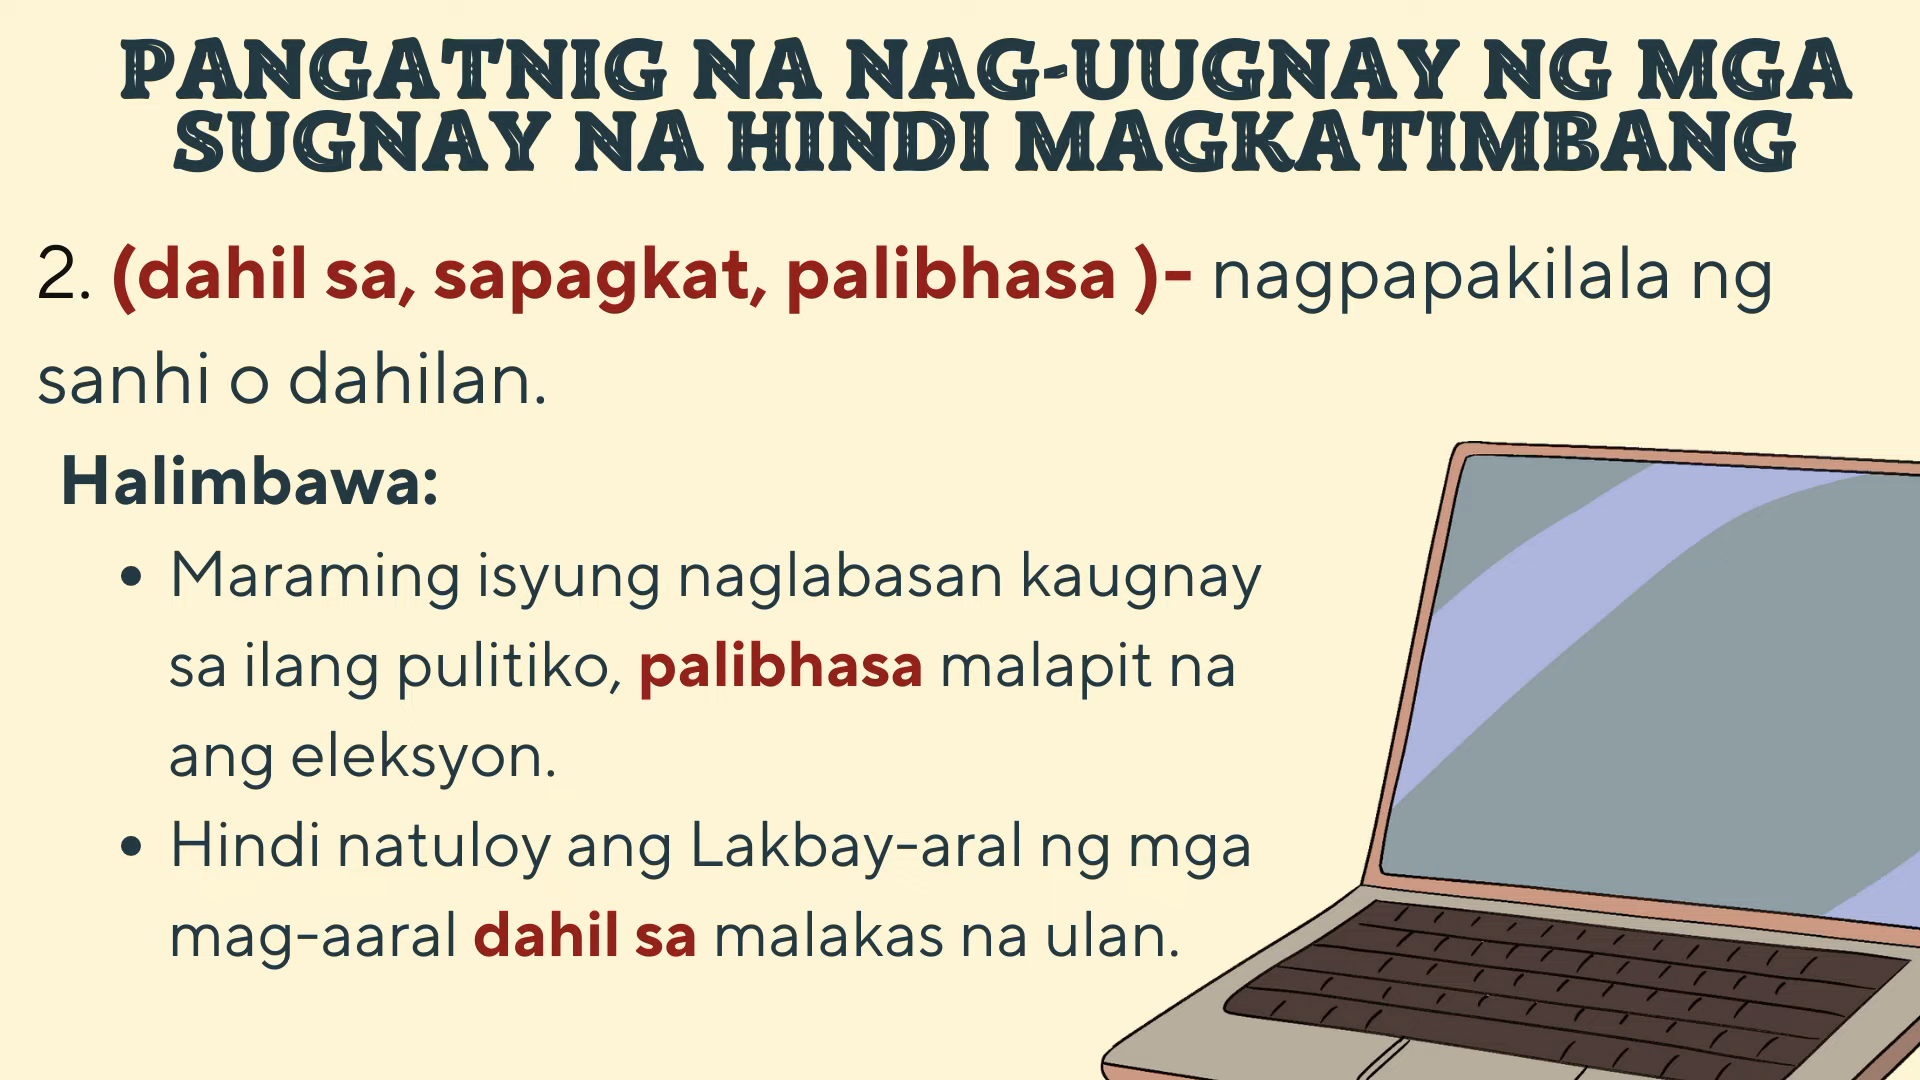 PANGATNIG NA NAG-UUGNAY NG MGA
SUGNAY NA HINDI MAGKATIMBANG
2. (dahil sa, sapagkat, palibhasa )- nagpapakilala ng
sanhi o dahilan.
Halimbawa:
• Maraming isyung naglabasan kaugnay
sa ilang pulitiko, palibhasa malapit na
ang eleksyon.
• Hindi natuloy ang Lakbay-aral ng mga
mag-aaral dahil sa malakas na ulan.